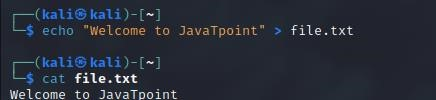 ┌──(kali㉿kali)-[~]
└─$ echo "Welcome to JavaTpoint" > file.txt
┌──(kali㉿kali)-[~]
└─$ cat file.txt
Welcome to JavaTpoint